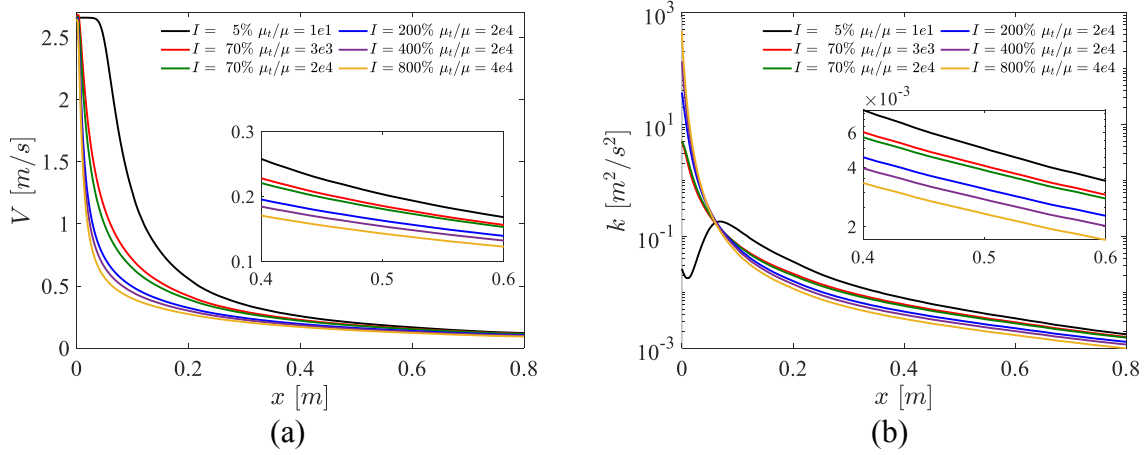 I = 5% μt/μ = 1e1 I = 200% μt/μ = 2e4
I = 70% μt/μ = 3e3 I = 400% μt/μ = 2e4
I = 70% μt/μ = 2e4 I = 800% μt/μ = 4e4
2.5
2
1.5
1
0.5
0
V [m/s]
0.3
0.2
0.1
0.4 0.5 0.6
0 0.2 0.4 0.6 0.8
x [m]
(a)
I = 5% μt/μ = 1e1 I = 200% μt/μ = 2e4
I = 70% μt/μ = 3e3 I = 400% μt/μ = 2e4
I = 70% μt/μ = 2e4 I = 800% μt/μ = 4e4
10³
10¹
10⁻¹
10⁻³
k [m²/s²]
×10⁻³
6
4
2
0.4 0.5 0.6
0 0.2 0.4 0.6 0.8
x [m]
(b)